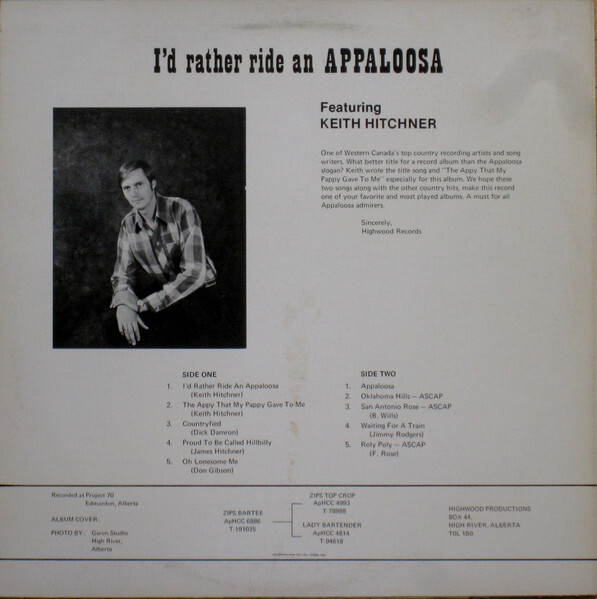 I'd rather ride an APPALOOSA
Featuring
KEITH HITCHNER
One of Western Canada's top country recording artists and song
writers. What better title for a record album than the Appaloosa
slogan? Keith wrote the title song and "The Appy That My
Pappy Gave To Me" especially for this album. We hope these
two songs along with the other country hits, make this record
one of your favorite and most played albums. A must for all
Appaloosa admirers.
Sincerely,
Highwood Records
SIDE ONE
1. I'd Rather Ride An Appaloosa
(Keith Hitchner)
2. The Appy That My Pappy Gave To Me
(Keith Hitchner)
3. Countryfied
(Dick Damron)
4. Proud To Be Called Hillbilly
(James Hitchner)
5. Oh Lonesome Me
(Don Gibson)
SIDE TWO
1. Appaloosa
2. Oklahoma Hills – ASCAP
3. San Antonio Rose – ASCAP
(B. Wills)
4. Waiting For A Train
(Jimmy Rodgers)
5. Roly Poly – ASCAP
(F. Rose)
Recorded at Project 70
Edmonton, Alberta
ALBUM COVER:
PHOTO BY: Garon Studio
High River,
Alberta
ZIPS BARTEE
ApHCC 6886
T-191025
ZIPS TOP CROP
ApHCC 4993
T-78988
LADY BARTENDER
ApHCC 4814
T-94618
HIGHWOOD PRODUCTIONS
BOX 44,
HIGH RIVER, ALBERTA
T0L 1B0